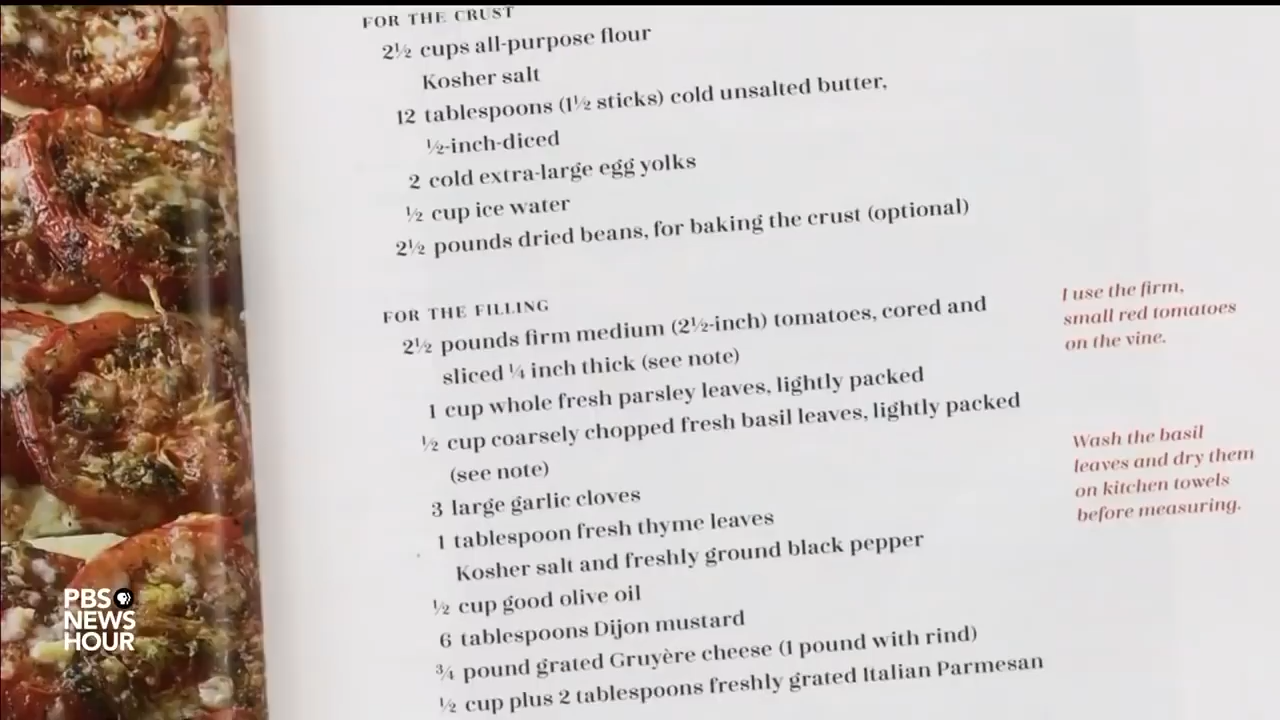 FOR THE CRUST
2½ cups all-purpose flour
Kosher salt
12 tablespoons (1½ sticks) cold unsalted butter,
½-inch-diced
2 cold extra-large egg yolks
½ cup ice water
2½ pounds dried beans, for baking the crust (optional)
FOR THE FILLING
2½ pounds firm medium (2½-inch) tomatoes, cored and
sliced ¼ inch thick (see note)
1 cup whole fresh parsley leaves, lightly packed
½ cup coarsely chopped fresh basil leaves, lightly packed
(see note)
3 large garlic cloves
1 tablespoon fresh thyme leaves
Kosher salt and freshly ground black pepper
½ cup good olive oil
6 tablespoons Dijon mustard
¾ pound grated Gruyère cheese (1 pound with rind)
½ cup plus 2 tablespoons freshly grated Italian Parmesan
I use the firm,
small red tomatoes
on the vine.
Wash the basil
leaves and dry them
on kitchen towels
before measuring.
PBS
NEWS
HOUR